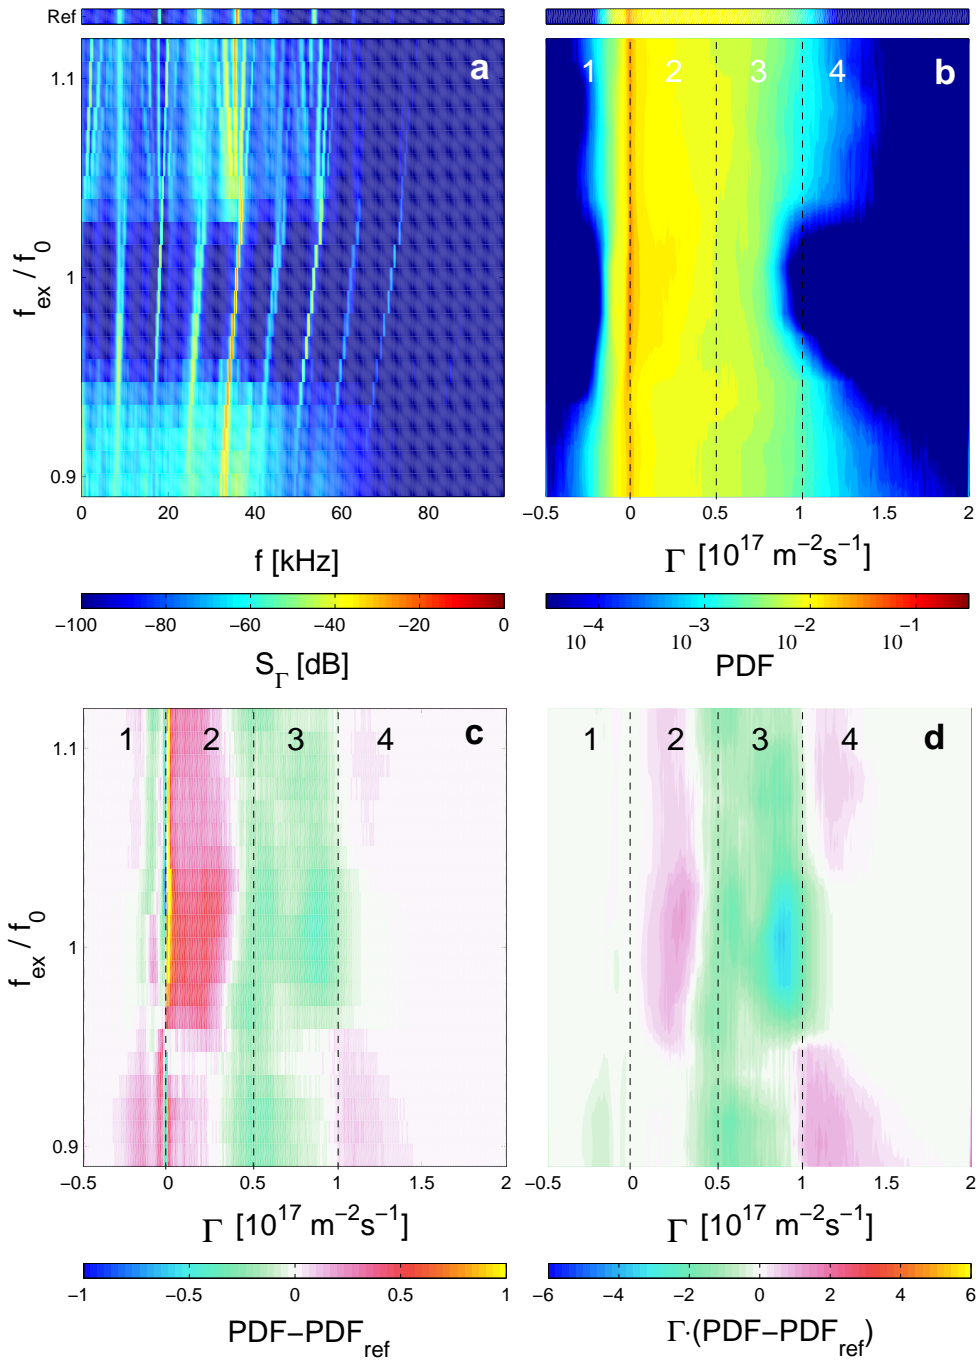 Ref
a
1.1
1
0.9
f_ex / f_0
0 20 40 60 80
f [kHz]
−100 −80 −60 −40 −20 0
S_Γ [dB]
1 2 3 4 b
−0.5 0 0.5 1 1.5 2
Γ [10^17 m^−2 s^−1]
10^−4 10^−3 10^−2 10^−1
PDF
1 2 3 4 c
1.1
1
0.9
f_ex / f_0
−0.5 0 0.5 1 1.5 2
Γ [10^17 m^−2 s^−1]
−1 −0.5 0 0.5 1
PDF−PDF_ref
1 2 3 4 d
−0.5 0 0.5 1 1.5 2
Γ [10^17 m^−2 s^−1]
−6 −4 −2 0 2 4 6
Γ·(PDF−PDF_ref)